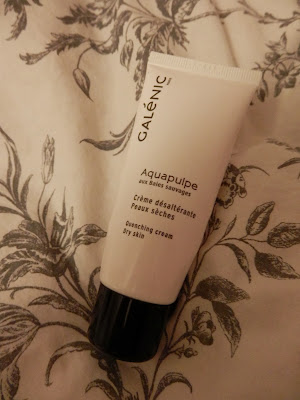 GALÉNIC
Aquapulpe
aux Baies sauvages
Crème désaltérante
Peaux sèches
Quenching cream
Dry skin